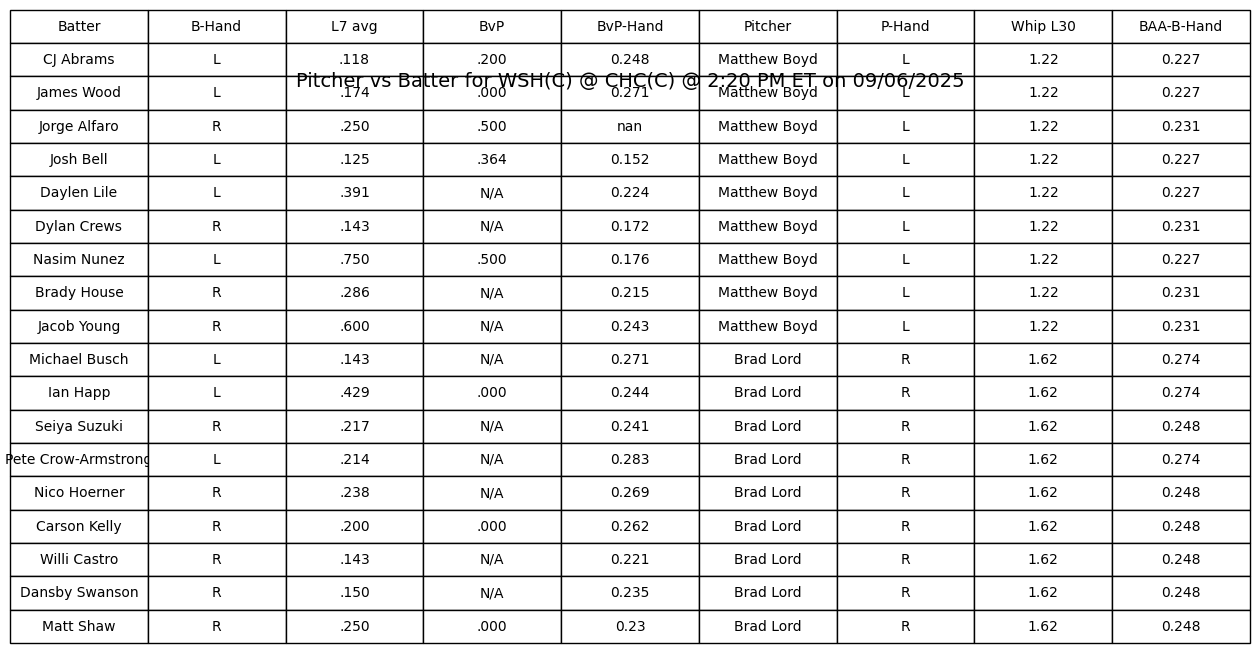 Batter B-Hand L7 avg BvP BvP-Hand Pitcher P-Hand Whip L30 BAA-B-Hand
CJ Abrams L .118 .200 0.248 Matthew Boyd L 1.22 0.227
Pitcher vs Batter for WSH(C) @ CHC(C) @ 2:20 PM ET on 09/06/2025
James Wood L .174 .000 0.271 Matthew Boyd L 1.22 0.227
Jorge Alfaro R .250 .500 nan Matthew Boyd L 1.22 0.231
Josh Bell L .125 .364 0.152 Matthew Boyd L 1.22 0.227
Daylen Lile L .391 N/A 0.224 Matthew Boyd L 1.22 0.227
Dylan Crews R .143 N/A 0.172 Matthew Boyd L 1.22 0.231
Nasim Nunez L .750 .500 0.176 Matthew Boyd L 1.22 0.227
Brady House R .286 N/A 0.215 Matthew Boyd L 1.22 0.231
Jacob Young R .600 N/A 0.243 Matthew Boyd L 1.22 0.231
Michael Busch L .143 N/A 0.271 Brad Lord R 1.62 0.274
Ian Happ L .429 .000 0.244 Brad Lord R 1.62 0.274
Seiya Suzuki R .217 N/A 0.241 Brad Lord R 1.62 0.248
Pete Crow-Armstrong L .214 N/A 0.283 Brad Lord R 1.62 0.274
Nico Hoerner R .238 N/A 0.269 Brad Lord R 1.62 0.248
Carson Kelly R .200 .000 0.262 Brad Lord R 1.62 0.248
Willi Castro R .143 N/A 0.221 Brad Lord R 1.62 0.248
Dansby Swanson R .150 N/A 0.235 Brad Lord R 1.62 0.248
Matt Shaw R .250 .000 0.23 Brad Lord R 1.62 0.248